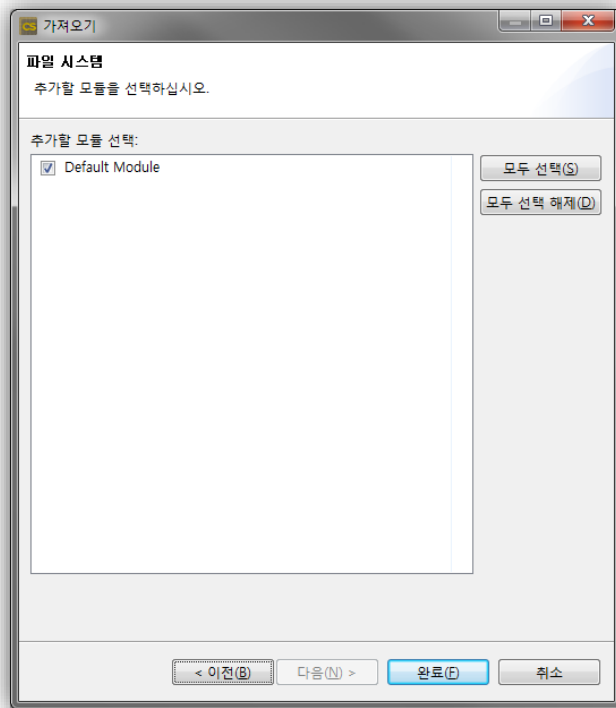 CS 가져오기
파일 시스템
추가할 모듈을 선택하십시오.
추가할 모듈 선택:
Default Module
모두 선택(S)
모두 선택 해제(D)
< 이전(B) 다음(N) > 완료(F) 취소